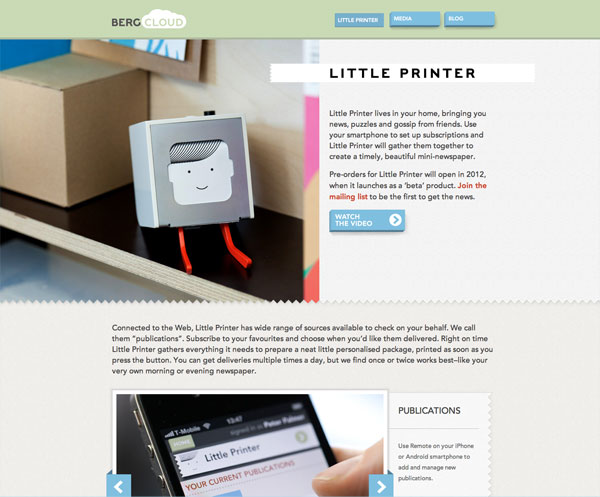 BERG CLOUD
LITTLE PRINTER
MEDIA
BLOG
LITTLE PRINTER
Little Printer lives in your home, bringing you
news, puzzles and gossip from friends. Use
your smartphone to set up subscriptions and
Little Printer will gather them together to
create a timely, beautiful mini-newspaper.
Pre-orders for Little Printer will open in 2012,
when it launches as a 'beta' product. Join the
mailing list to be the first to get the news.
WATCH
THE VIDEO
Connected to the Web, Little Printer has wide range of sources available to check on your behalf. We call
them "publications". Subscribe to your favourites and choose when you'd like them delivered. Right on time
Little Printer gathers everything it needs to prepare a neat little personalised package, printed as soon as you
press the button. You can get deliveries multiple times a day, but we find once or twice works best–like your
very own morning or evening newspaper.
T-Mobile
13:47
HOME
signed in as Peter
Little Printer
YOUR CURRENT PUBLICATIONS
PUBLICATIONS
Use Remote on your iPhone
or Android smartphone to
add and manage new
publications.